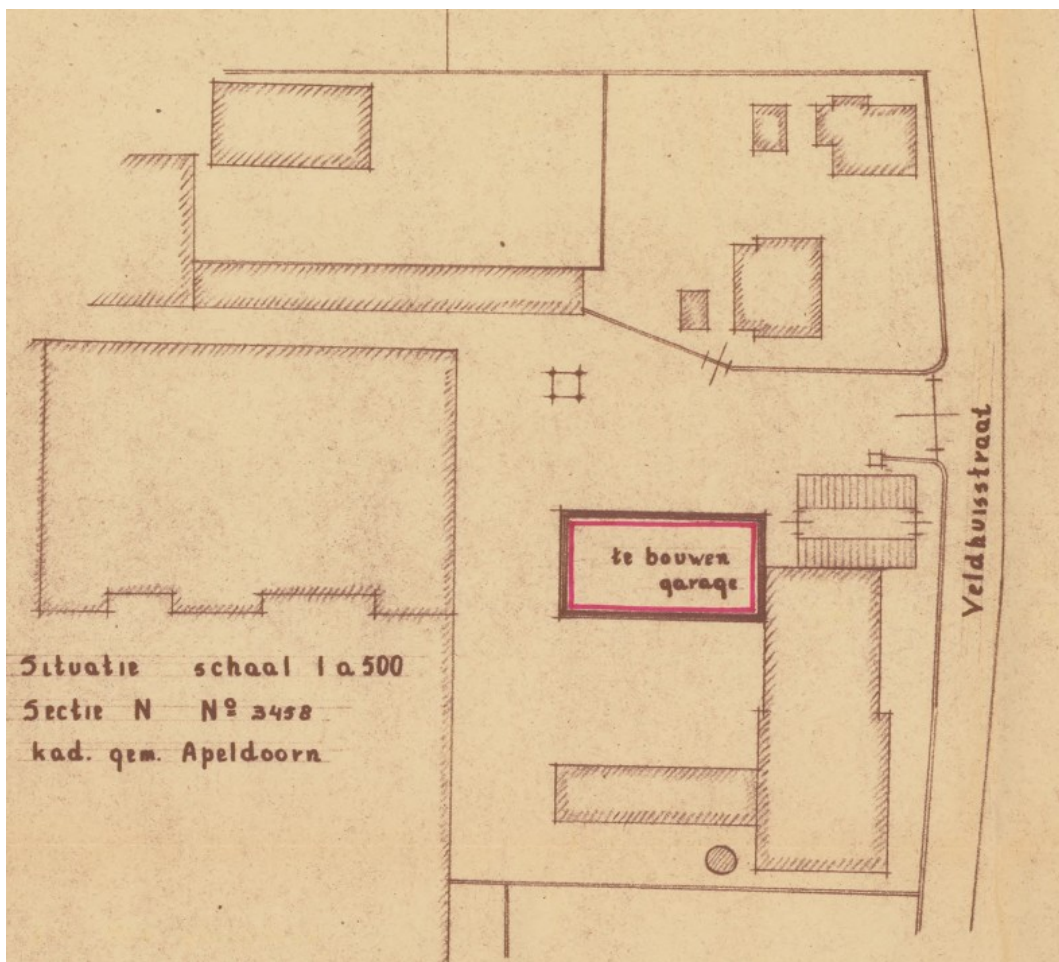 te bouwen
garage
Veldhuisstraat
Situatie schaal 1 a 500
Sectie N Nº 3458
kad. gem. Apeldoorn